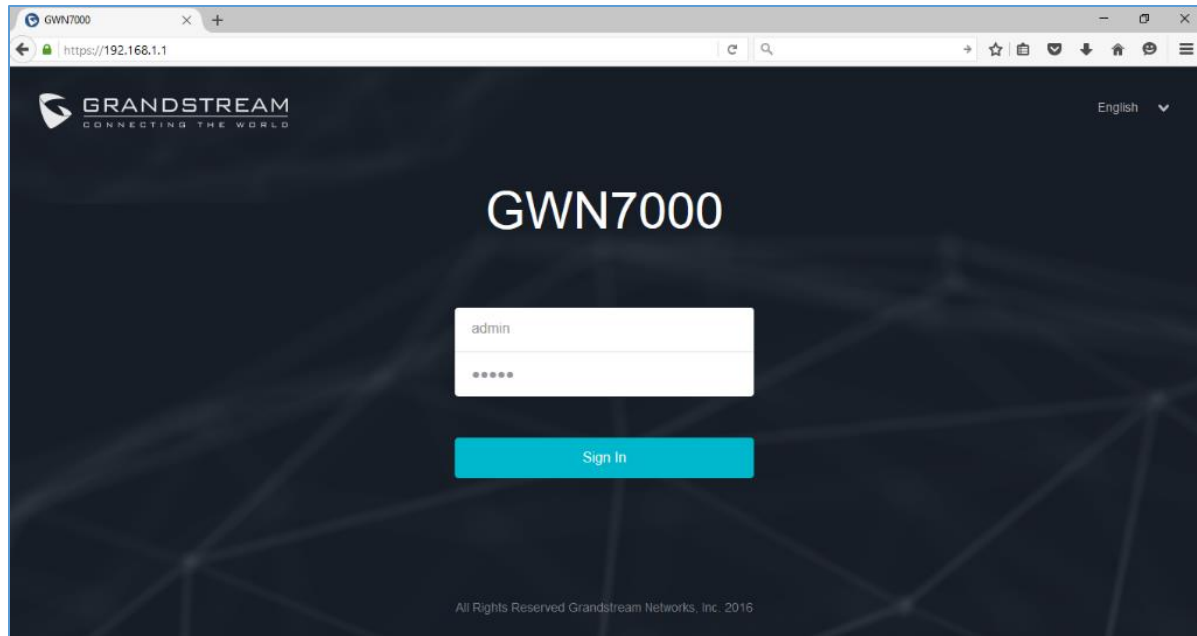 GWN7000
https://192.168.1.1
GRANDSTREAM
CONNECTING THE WORLD
English
GWN7000
admin
•••••
Sign In
All Rights Reserved Grandstream Networks, Inc. 2016